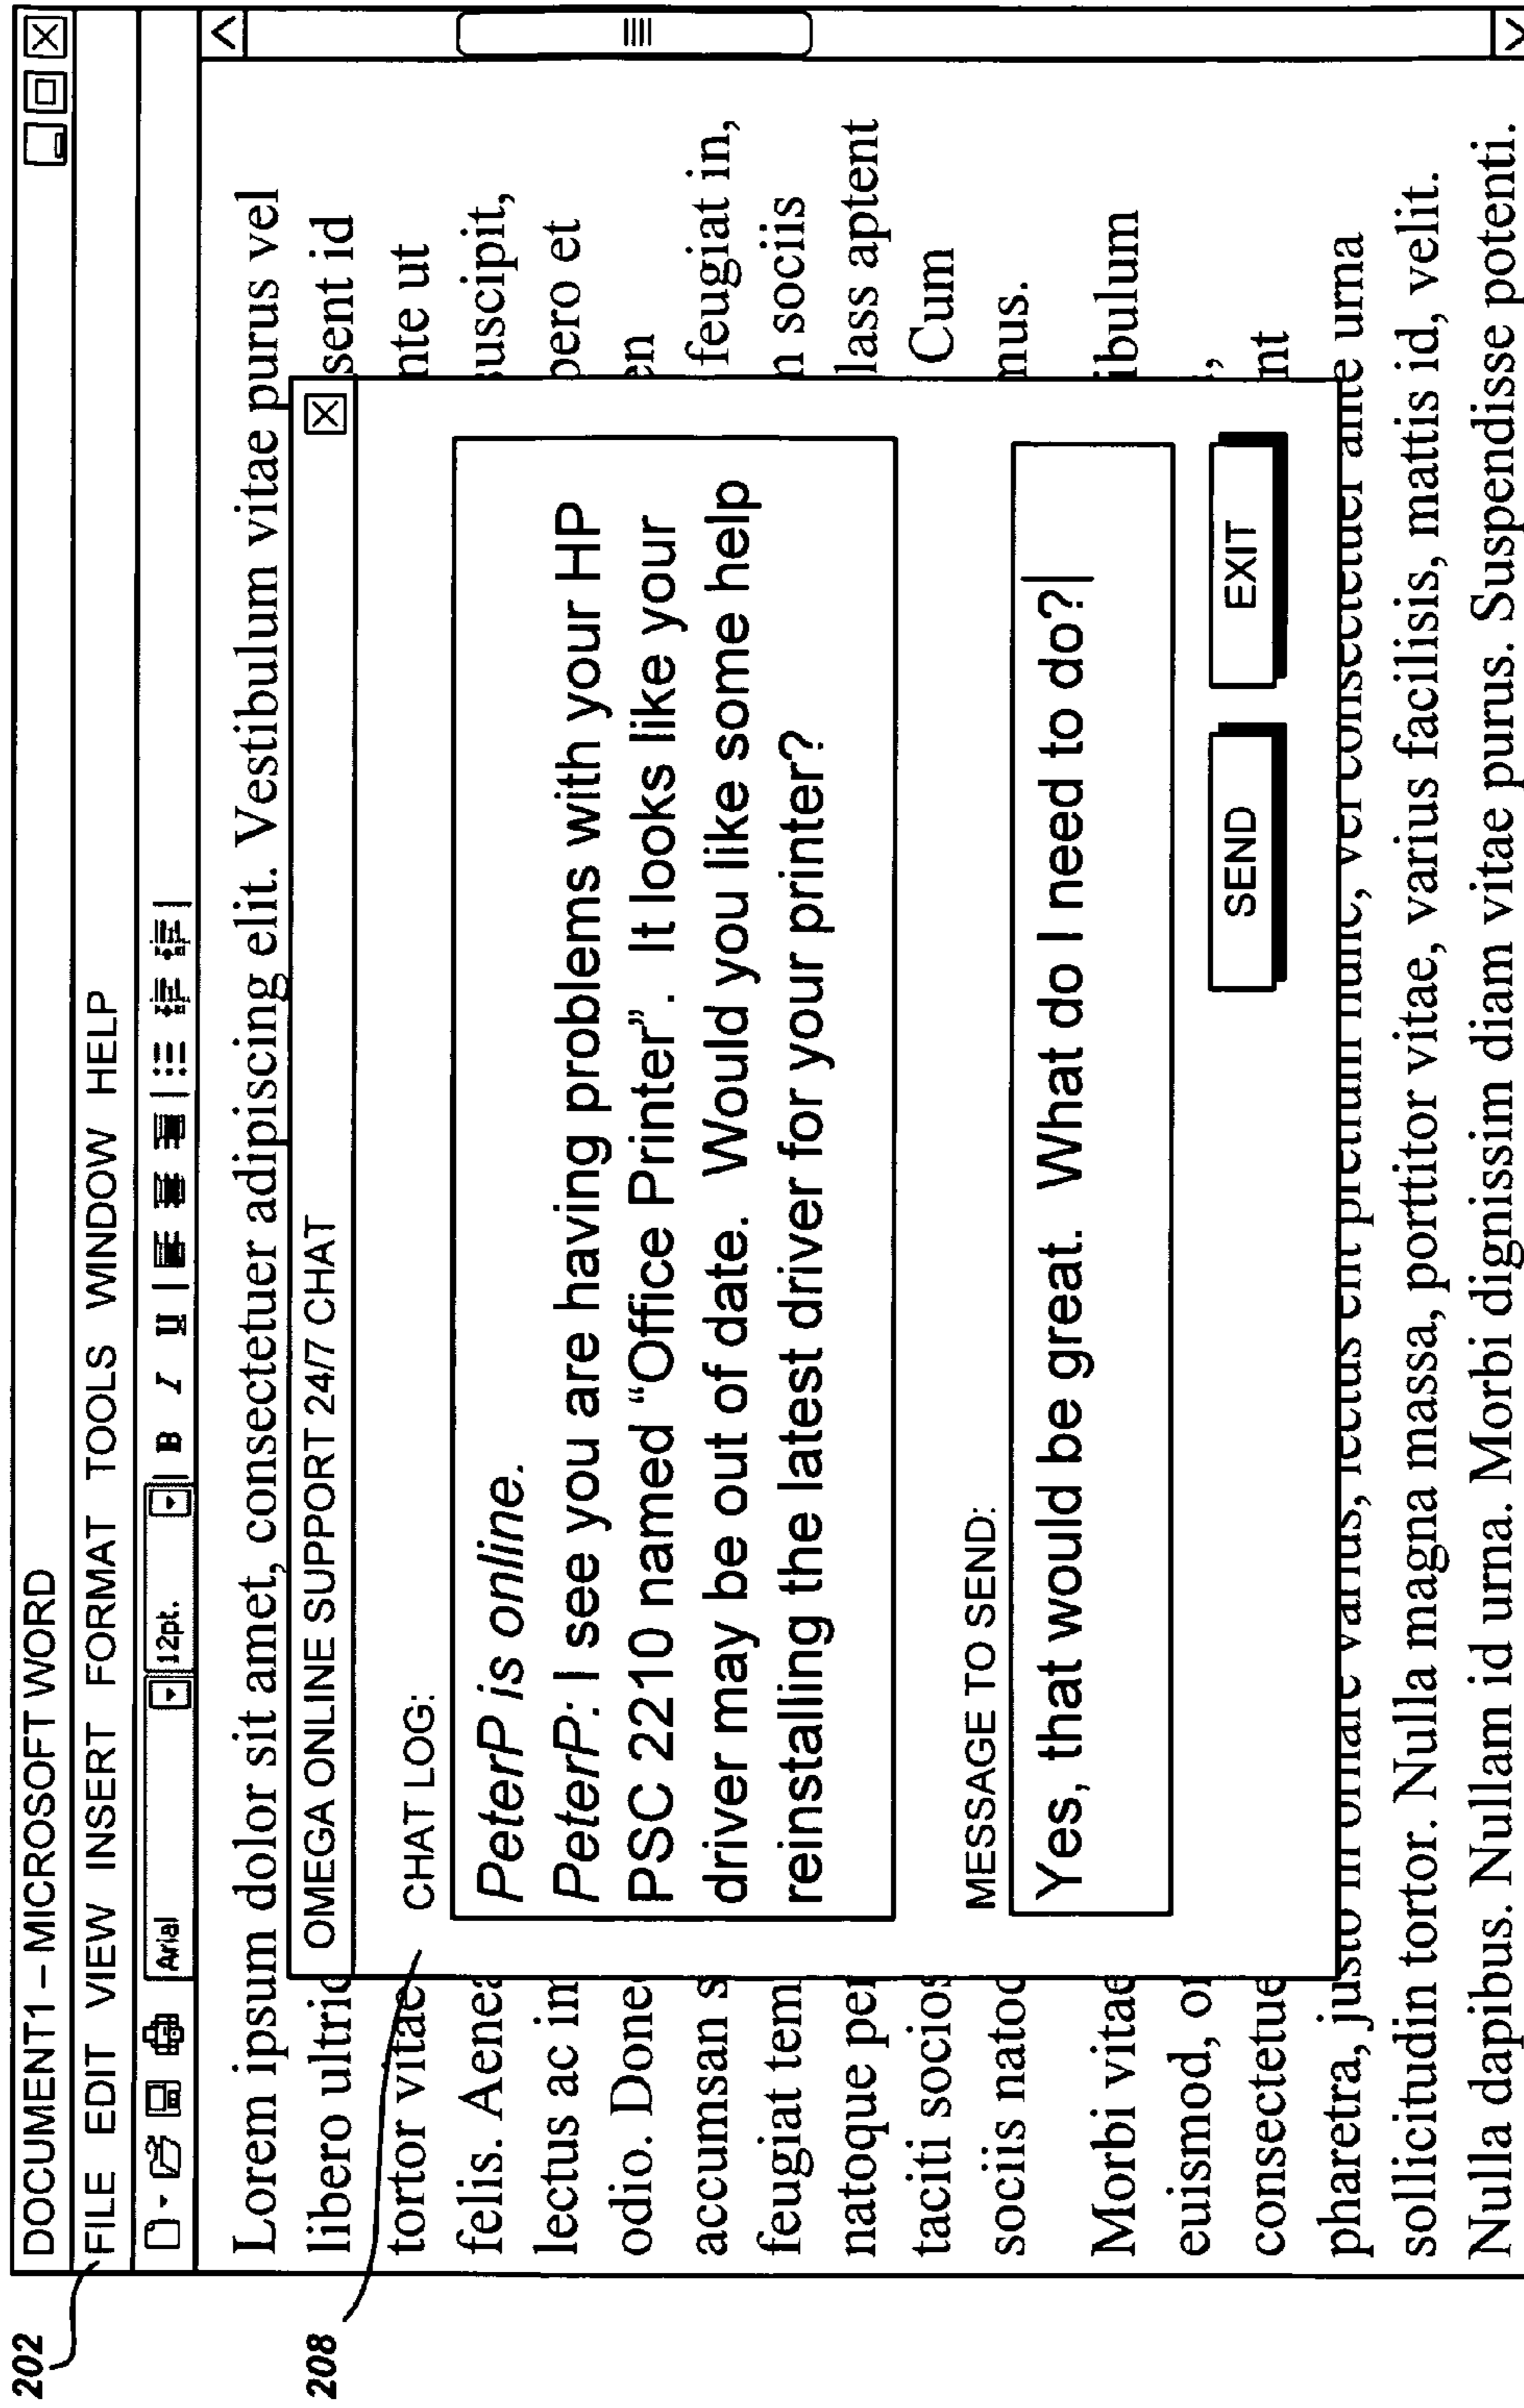 202
DOCUMENT1 – MICROSOFT WORD
FILE EDIT VIEW INSERT FORMAT TOOLS WINDOW HELP
Arial 12pt. B I U
Lorem ipsum dolor sit amet, consectetuer adipiscing elit. Vestibulum vitae purus vel
208
OMEGA ONLINE SUPPORT 24/7 CHAT
CHAT LOG:
PeterP is online.
PeterP: I see you are having problems with your HP
PSC 2210 named “Office Printer”. It looks like your
driver may be out of date. Would you like some help
reinstalling the latest driver for your printer?
MESSAGE TO SEND:
Yes, that would be great. What do I need to do?
SEND EXIT
libero ultric sent id
tortor vitae nte ut
felis. Aenea uscipit,
lectus ac in pero et
odio. Done en
accumsan s feugiat in,
feugiat tem n sociis
natoque per lass aptent
taciti socios Cum
sociis natoc mus.
Morbi vitae ibulum
euismod, or ,
consectetue nt
pharetra, justo in ornare varius, lectus elit pretium nunc, vel consectetuer ante urna
sollicitudin tortor. Nulla magna massa, porttitor vitae, varius facilisis, mattis id, velit.
Nulla dapibus. Nullam id urna. Morbi dignissim diam vitae purus. Suspendisse potenti.